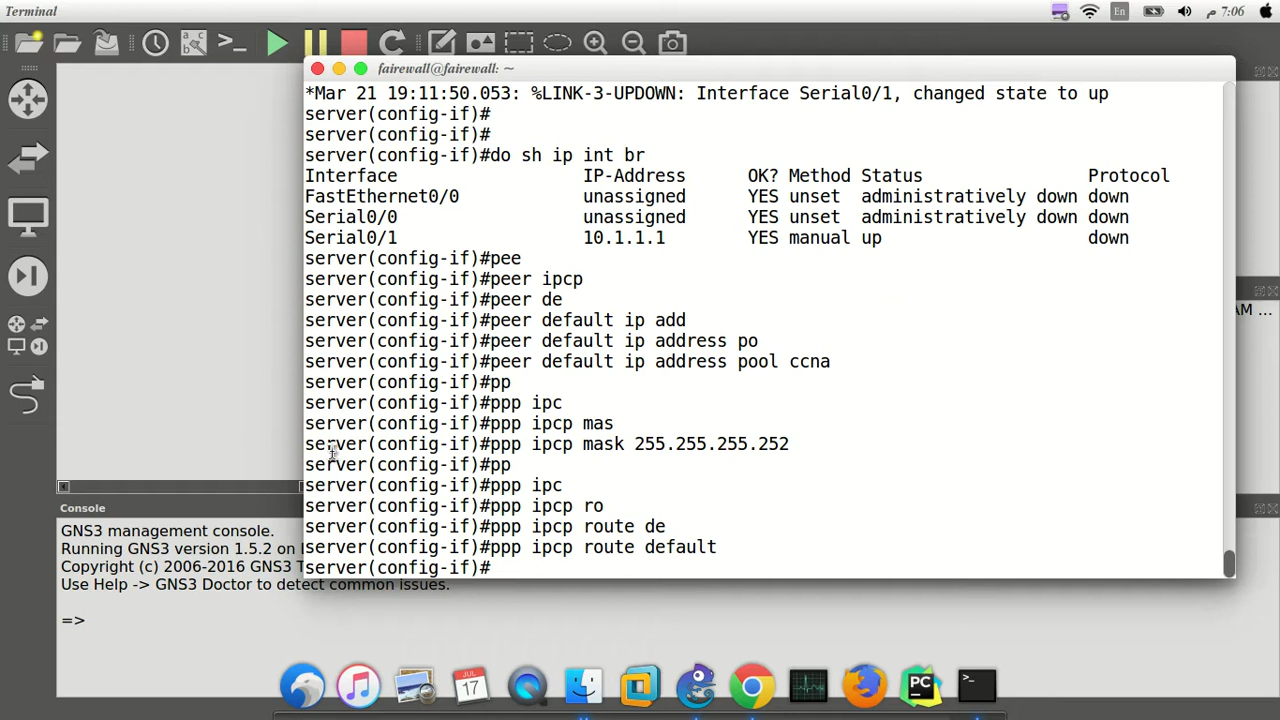 Terminal
En
م 7:06
fairewall@fairewall: ~
*Mar 21 19:11:50.053: %LINK-3-UPDOWN: Interface Serial0/1, changed state to up
server(config-if)#
server(config-if)#
server(config-if)#do sh ip int br
Interface IP-Address OK? Method Status Protocol
FastEthernet0/0 unassigned YES unset administratively down down
Serial0/0 unassigned YES unset administratively down down
Serial0/1 10.1.1.1 YES manual up down
server(config-if)#pee
server(config-if)#peer ipcp
server(config-if)#peer de
server(config-if)#peer default ip add
server(config-if)#peer default ip address po
server(config-if)#peer default ip address pool ccna
server(config-if)#pp
server(config-if)#ppp ipc
server(config-if)#ppp ipcp mas
server(config-if)#ppp ipcp mask 255.255.255.252
server(config-if)#pp
server(config-if)#ppp ipc
server(config-if)#ppp ipcp ro
server(config-if)#ppp ipcp route de
server(config-if)#ppp ipcp route default
server(config-if)#
AM ...
Console
GNS3 management console.
Running GNS3 version 1.5.2 on
Copyright (c) 2006-2016 GNS3
Use Help -> GNS3 Doctor to detect common issues.
=>
JUL
17
PC
>_